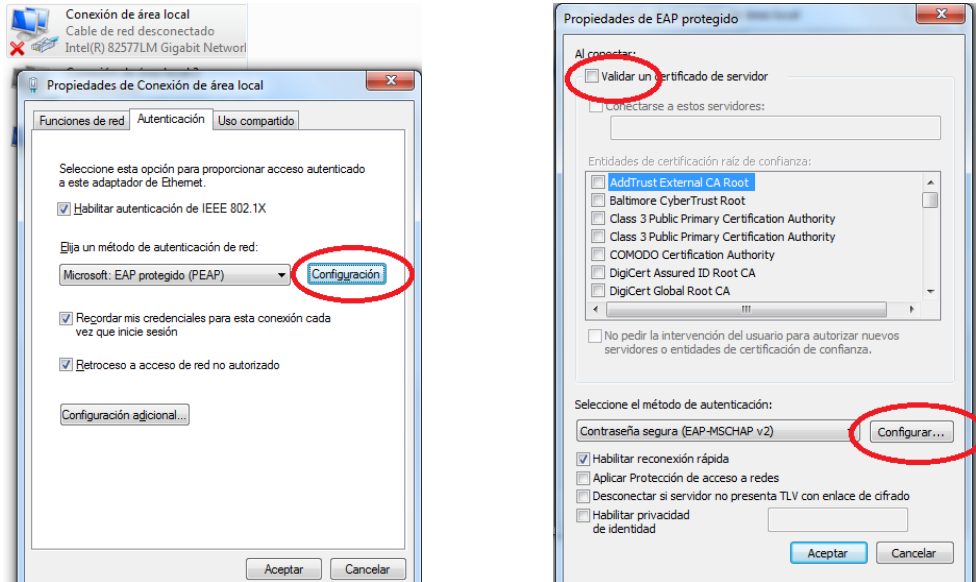 Conexión de área local
Cable de red desconectado
Intel(R) 82577LM Gigabit Network
Propiedades de Conexión de área local
Funciones de red
Autenticación
Uso compartido
Seleccione esta opción para proporcionar acceso autenticado
a este adaptador de Ethernet.
Habilitar autenticación de IEEE 802.1X
Elija un método de autenticación de red:
Microsoft: EAP protegido (PEAP)
Configuración
Recordar mis credenciales para esta conexión cada
vez que inicie sesión
Retroceso a acceso de red no autorizado
Configuración adicional...
Aceptar
Cancelar
Propiedades de EAP protegido
Al conectar:
Validar un certificado de servidor
Conectarse a estos servidores:
Entidades de certificación raíz de confianza:
AddTrust External CA Root
Baltimore CyberTrust Root
Class 3 Public Primary Certification Authority
Class 3 Public Primary Certification Authority
COMODO Certification Authority
DigiCert Assured ID Root CA
DigiCert Global Root CA
No pedir la intervención del usuario para autorizar nuevos
servidores o entidades de certificación de confianza.
Seleccione el método de autenticación:
Contraseña segura (EAP-MSCHAP v2)
Configurar...
Habilitar reconexión rápida
Aplicar Protección de acceso a redes
Desconectar si servidor no presenta TLV con enlace de cifrado
Habilitar privacidad
de identidad
Aceptar
Cancelar